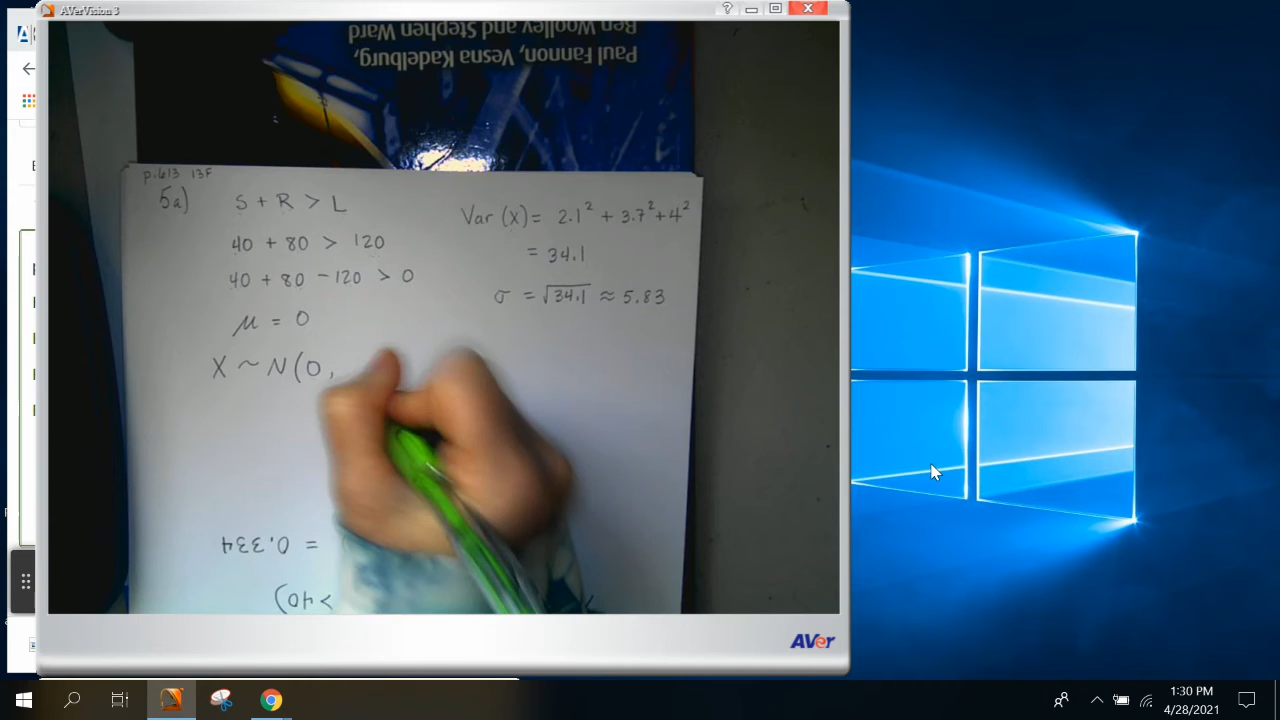 AVerVision 3
Paul Fannon, Vesna Kadelburg,
Ben Woolley and Stephen Ward
p.613 13F
5a) S + R > L
40 + 80 > 120
40 + 80 - 120 > 0
μ = 0
X ~ N(0,
Var (X) = 2.1² + 3.7² + 4²
= 34.1
σ = √34.1 ≈ 5.83
> 40)
= 0.334
AVer
1:30 PM
4/28/2021